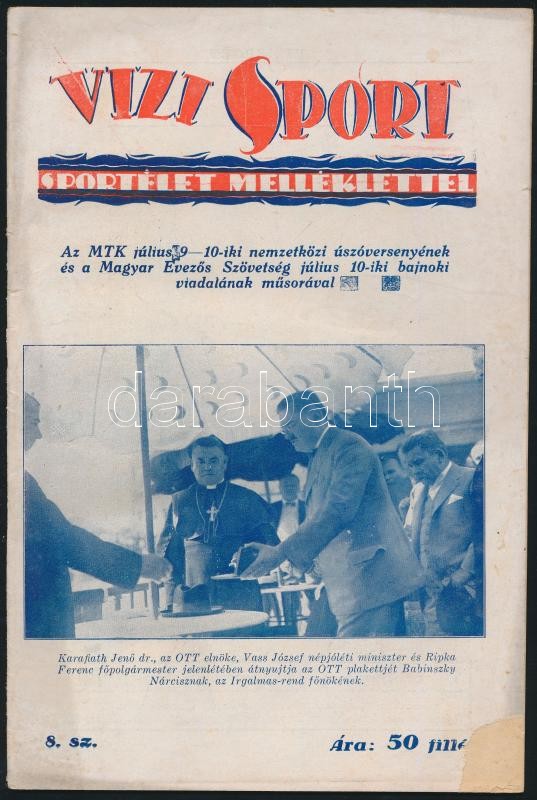 VIZI SPORT
SPORTÉLET MELLÉKLETTEL
Az MTK július 9—10-iki nemzetközi úszóversenyének
és a Magyar Evezős Szövetség július 10-iki bajnoki
viadalának műsorával
darabanth
Karafiath Jenő dr., az OTT elnöke, Vass József népjóléti miniszter és Ripka
Ferenc főpolgármester jelenlétében átnyujtja az OTT plakettjét Babinszky
Nárcisznak, az Irgalmas-rend főnökének.
8. sz.
Ára: 50 fillé